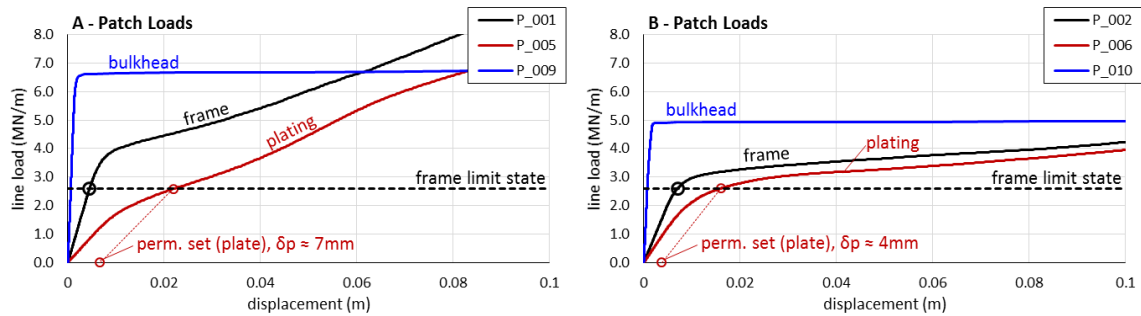 A - Patch Loads
P_001
P_005
P_009
8.0
7.0
6.0
5.0
4.0
3.0
2.0
1.0
0.0
line load (MN/m)
bulkhead
frame
plating
frame limit state
perm. set (plate), δp ≈ 7mm
0 0.02 0.04 0.06 0.08 0.1
displacement (m)
B - Patch Loads
P_002
P_006
P_010
8.0
7.0
6.0
5.0
4.0
3.0
2.0
1.0
0.0
line load (MN/m)
bulkhead
frame
plating
frame limit state
perm. set (plate), δp ≈ 4mm
0 0.02 0.04 0.06 0.08 0.1
displacement (m)